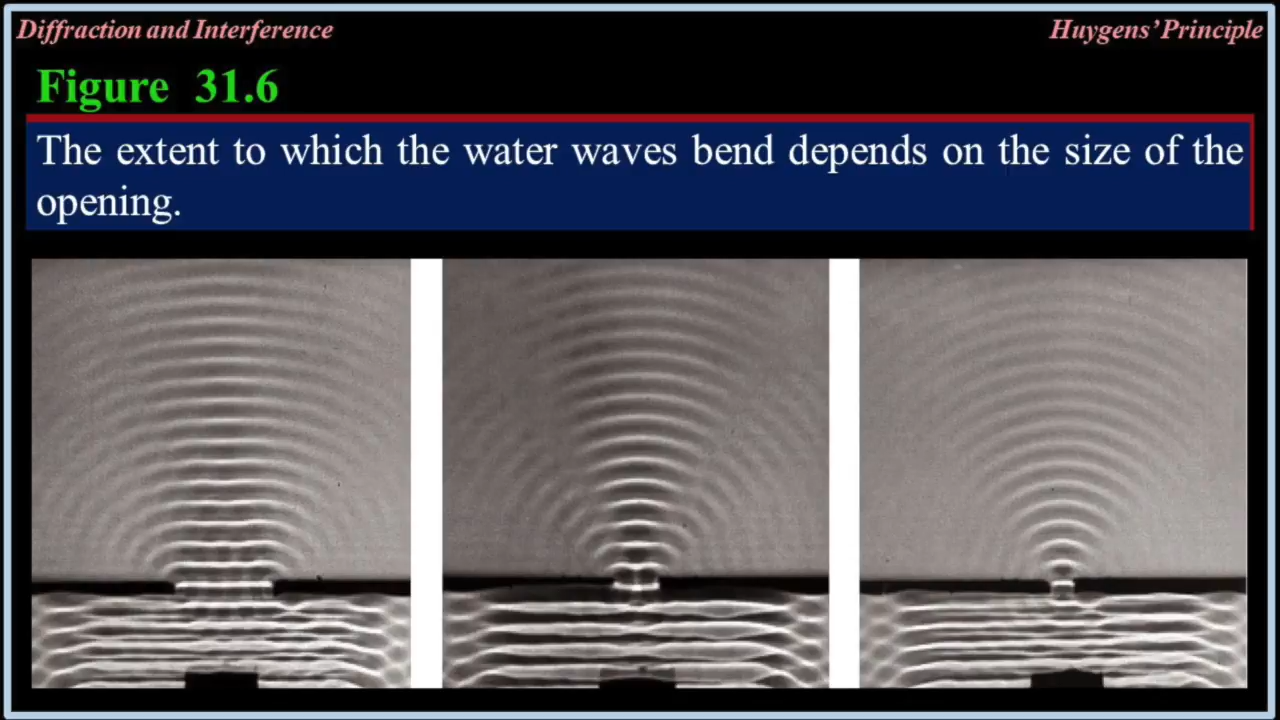 Diffraction and Interference
Huygens' Principle
Figure 31.6
The extent to which the water waves bend depends on the size of the
opening.